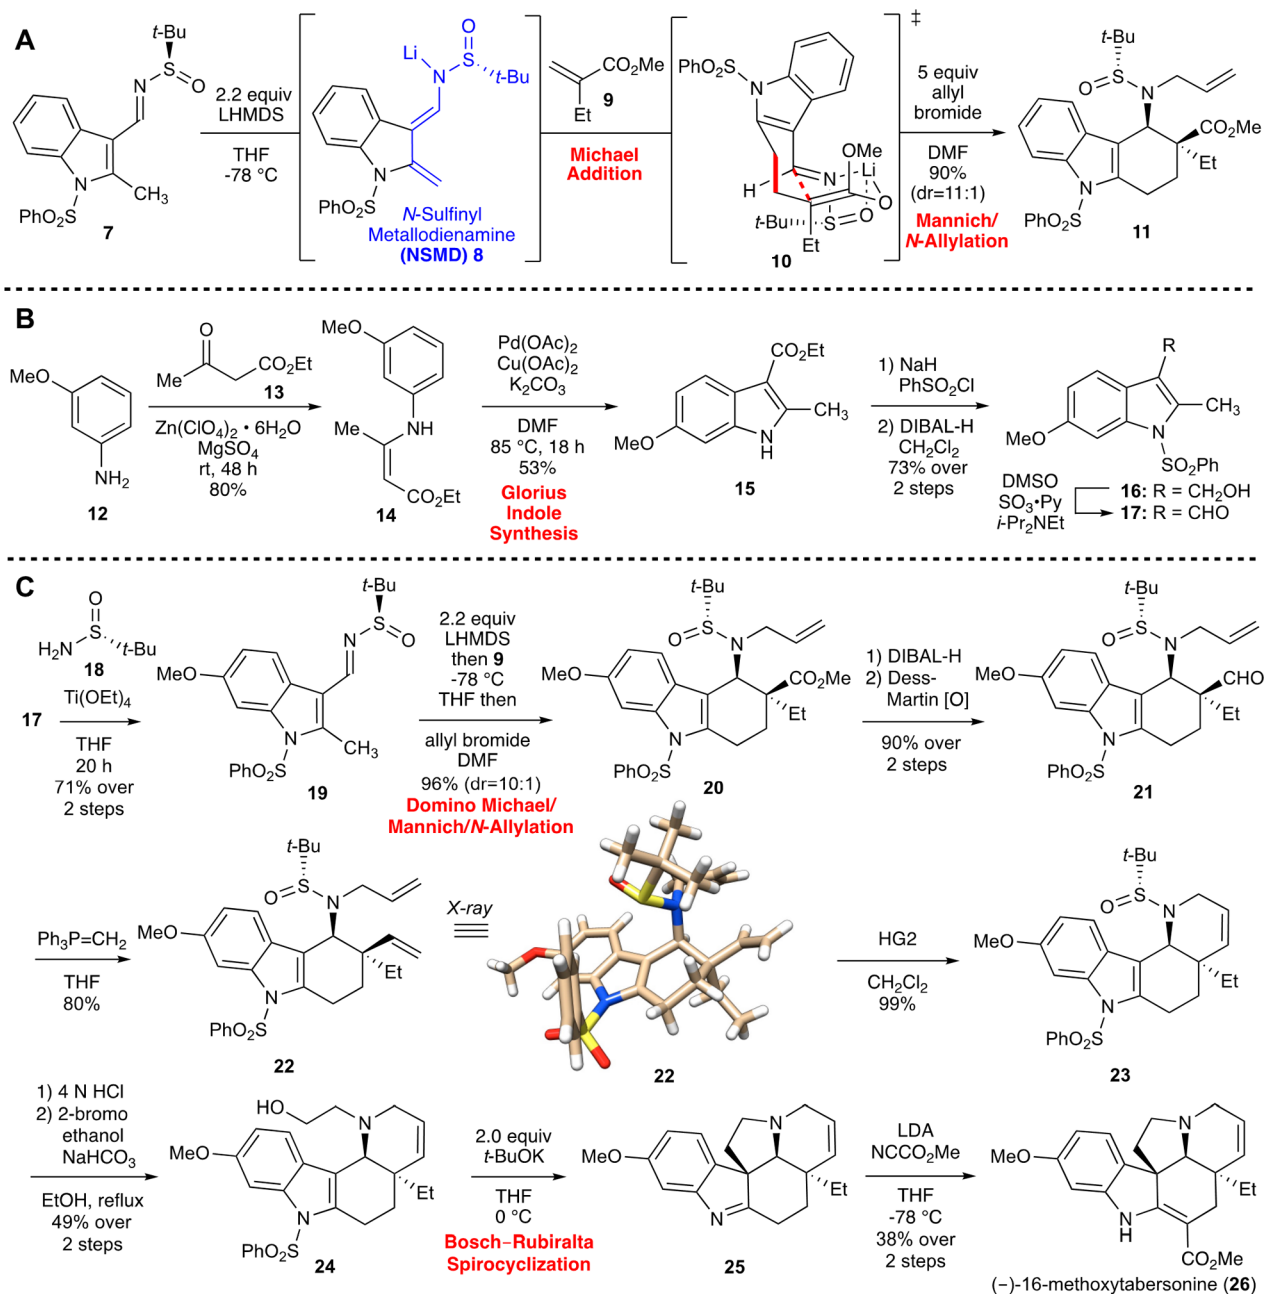 A
t-Bu
S
O
N
CH3
N
PhO2S
7
2.2 equiv
LHMDS
THF
-78 °C
O
Li
S
N
t-Bu
N
PhO2S
N-Sulfinyl
Metallodienamine
(NSMD) 8
CO2Me
Et
9
Michael
Addition
‡
PhO2S
N
OMe
H
N
Li
O
t-Bu
S=O
Et
10
5 equiv
allyl
bromide
DMF
90%
(dr=11:1)
Mannich/
N-Allylation
t-Bu
O
S
N
CO2Me
Et
N
PhO2S
11
B
MeO
NH2
12
O
Me
CO2Et
13
Zn(ClO4)2 • 6H2O
MgSO4
rt, 48 h
80%
MeO
Me
NH
CO2Et
14
Pd(OAc)2
Cu(OAc)2
K2CO3
DMF
85 °C, 18 h
53%
Glorius
Indole
Synthesis
CO2Et
CH3
MeO
N
H
15
1) NaH
PhSO2Cl
2) DIBAL-H
CH2Cl2
73% over
2 steps
R
CH3
MeO
N
SO2Ph
DMSO
SO3•Py
i-Pr2NEt
16: R = CH2OH
17: R = CHO
C
O
H2N
S
t-Bu
18
17
Ti(OEt)4
THF
20 h
71% over
2 steps
t-Bu
S
O
N
MeO
CH3
N
PhO2S
19
2.2 equiv
LHMDS
then 9
-78 °C
THF then
allyl bromide
DMF
96% (dr=10:1)
Domino Michael/
Mannich/N-Allylation
t-Bu
O
S
N
MeO
CO2Me
Et
N
PhO2S
20
1) DIBAL-H
2) Dess-
Martin [O]
90% over
2 steps
t-Bu
O
S
N
MeO
CHO
Et
N
PhO2S
21
Ph3P=CH2
THF
80%
t-Bu
O
S
N
MeO
Et
N
PhO2S
22
X-ray
22
HG2
CH2Cl2
99%
t-Bu
O
S
N
MeO
Et
N
PhO2S
23
1) 4 N HCl
2) 2-bromo
ethanol
NaHCO3
EtOH, reflux
49% over
2 steps
HO
N
MeO
Et
N
PhO2S
24
2.0 equiv
t-BuOK
THF
0 °C
Bosch–Rubiralta
Spirocyclization
N
MeO
Et
N
25
LDA
NCCO2Me
THF
-78 °C
38% over
2 steps
N
MeO
Et
N
H
CO2Me
(−)-16-methoxytabersonine (26)